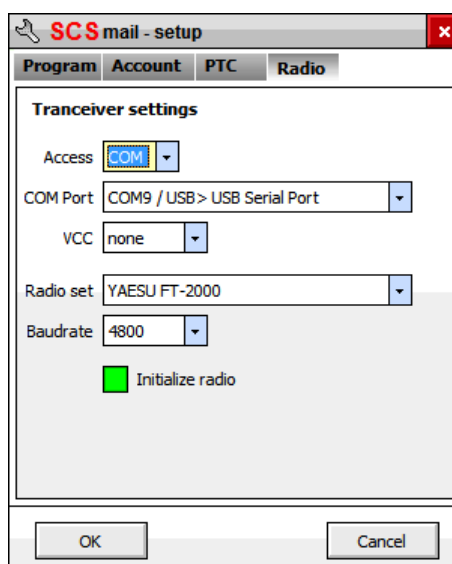 SCS mail - setup
Program Account PTC Radio
Tranceiver settings
Access COM
COM Port COM9 / USB> USB Serial Port
VCC none
Radio set YAESU FT-2000
Baudrate 4800
Initialize radio
OK Cancel